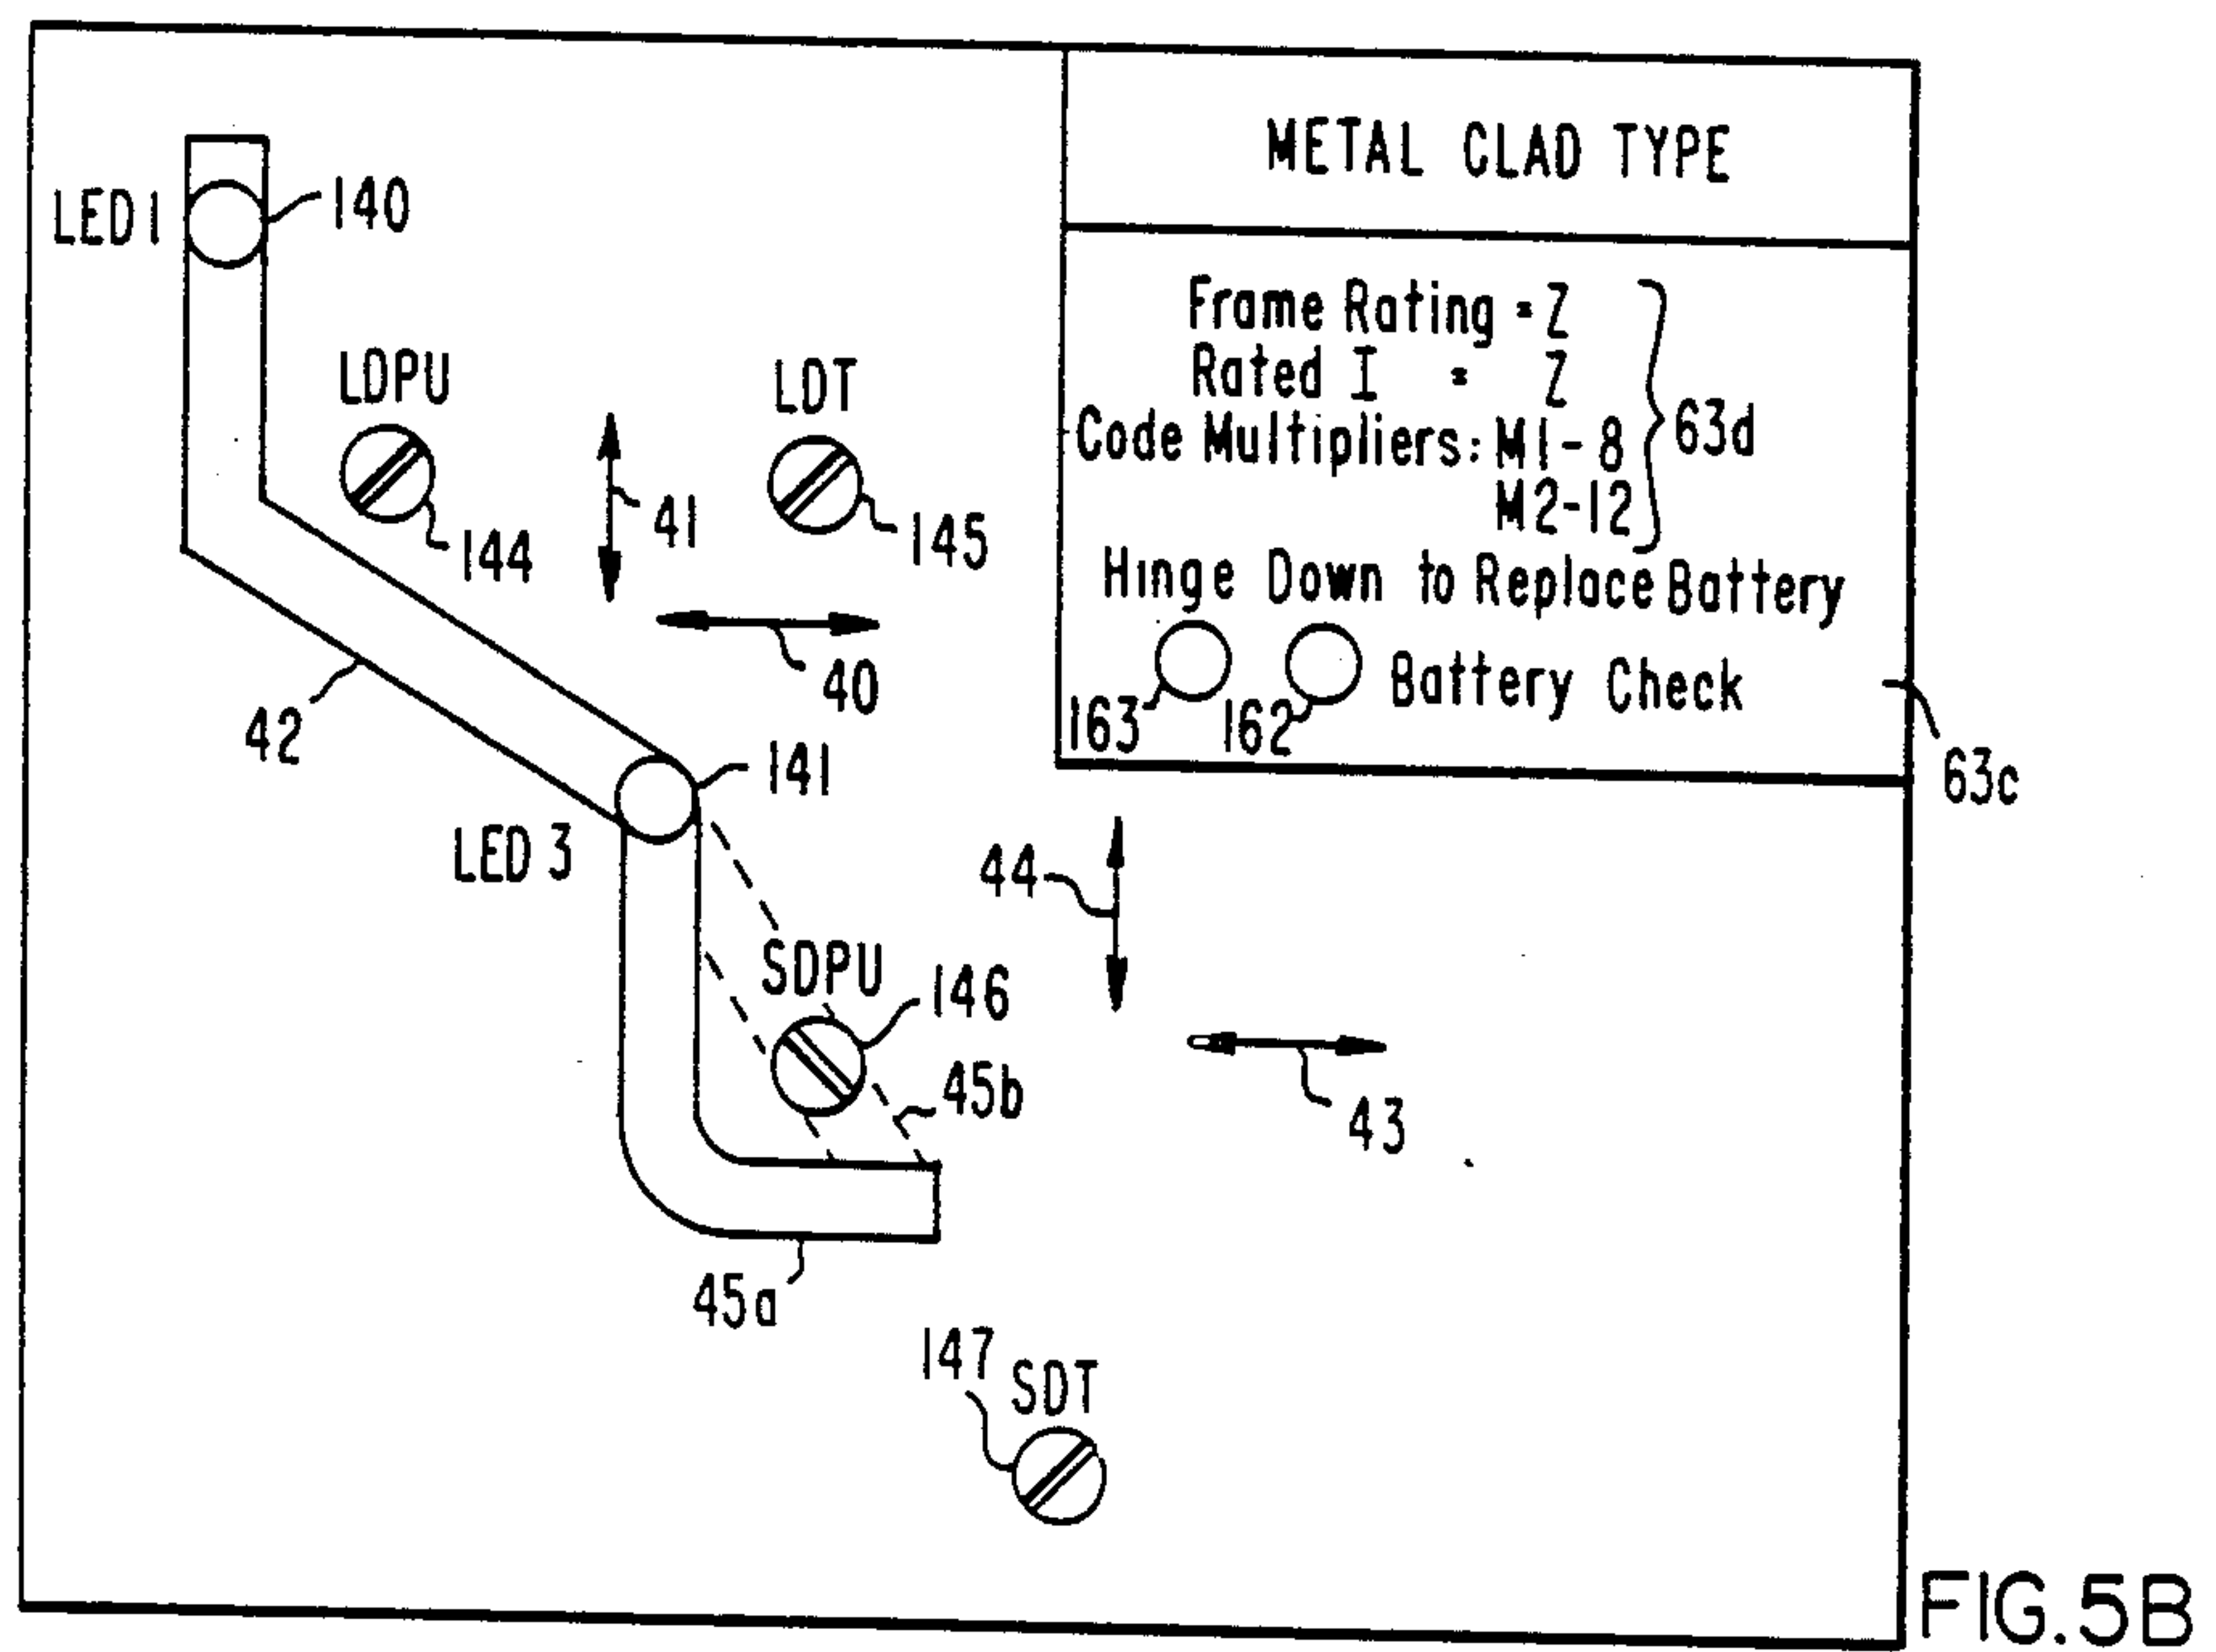 METAL CLAD TYPE
LED 1
140
Frame Rating = Z
Rated I = Z
Code Multipliers: M1-8
M2-12
63d
LDPU
LDT
144
41
145
Hinge Down to Replace Battery
40
42
163
162
Battery Check
63c
141
LED 3
44
SDPU
146
45b
43
45a
147
SDT
FIG.5B